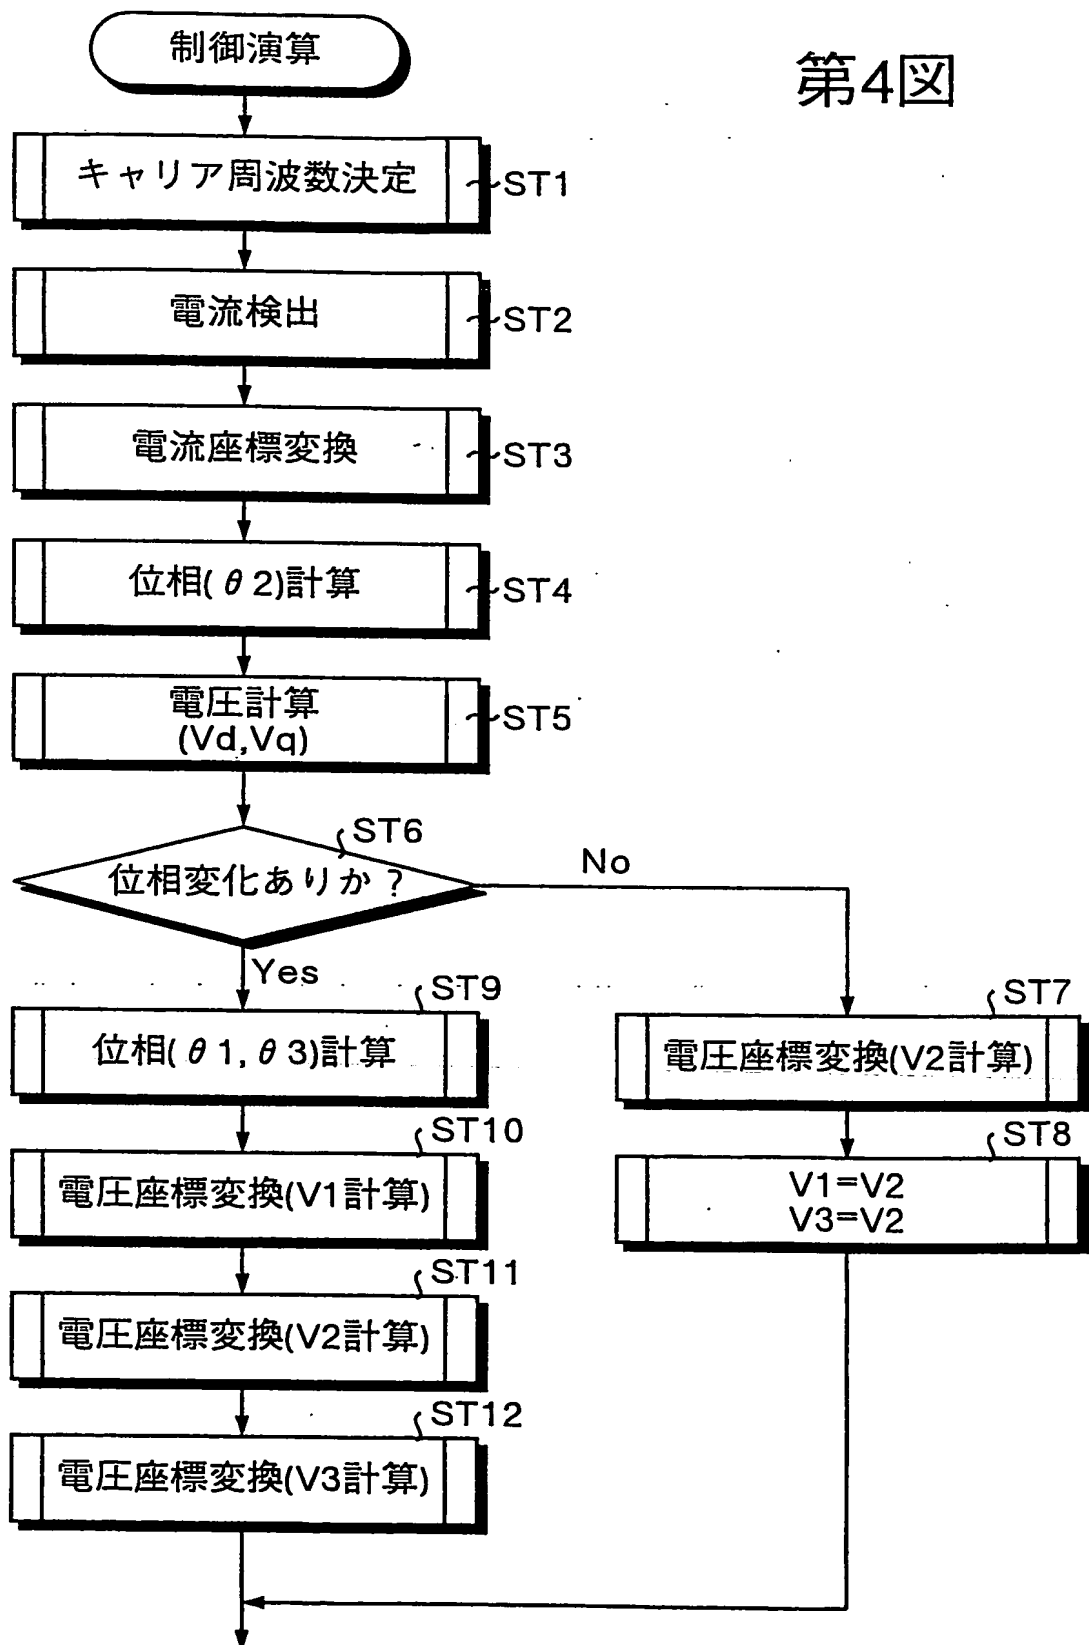 第4図
制御演算
キャリア周波数決定
ST1
電流検出
ST2
電流座標変換
ST3
位相(θ2)計算
ST4
電圧計算
(Vd,Vq)
ST5
ST6
位相変化ありか?
No
Yes
ST9
位相(θ1,θ3)計算
ST10
電圧座標変換(V1計算)
ST11
電圧座標変換(V2計算)
ST12
電圧座標変換(V3計算)
ST7
電圧座標変換(V2計算)
ST8
V1=V2
V3=V2